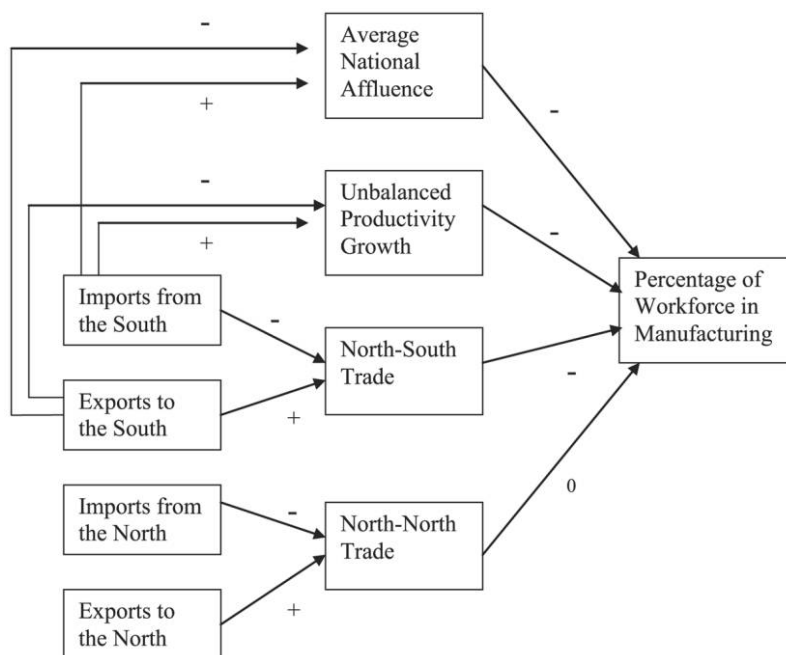 -
Average
National
Affluence
+
-
-
Unbalanced
Productivity
Growth
-
+
Imports from
the South
Percentage of
Workforce in
Manufacturing
-
North-South
Trade
-
Exports to
the South
+
0
Imports from
the North
-
North-North
Trade
Exports to
the North
+